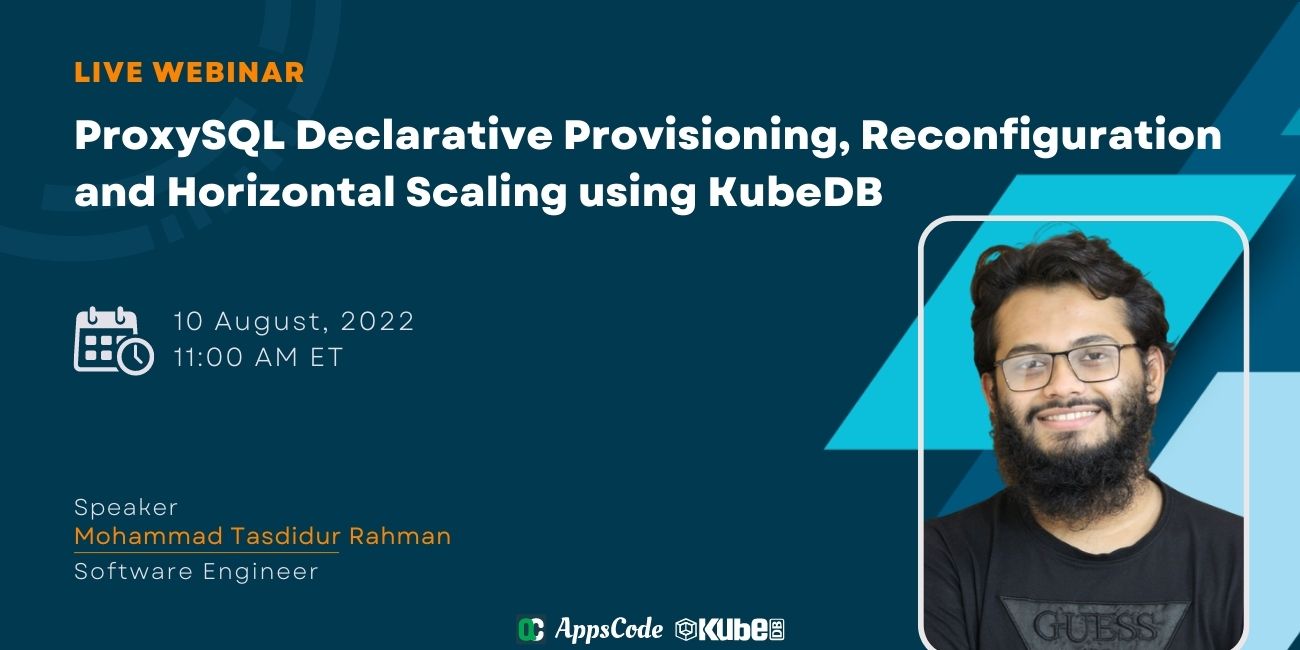 LIVE WEBINAR
ProxySQL Declarative Provisioning, Reconfiguration
and Horizontal Scaling using KubeDB
10 August, 2022
11:00 AM ET
Speaker
Mohammad Tasdidur Rahman
Software Engineer
GUESS
AC AppsCode KubeDB